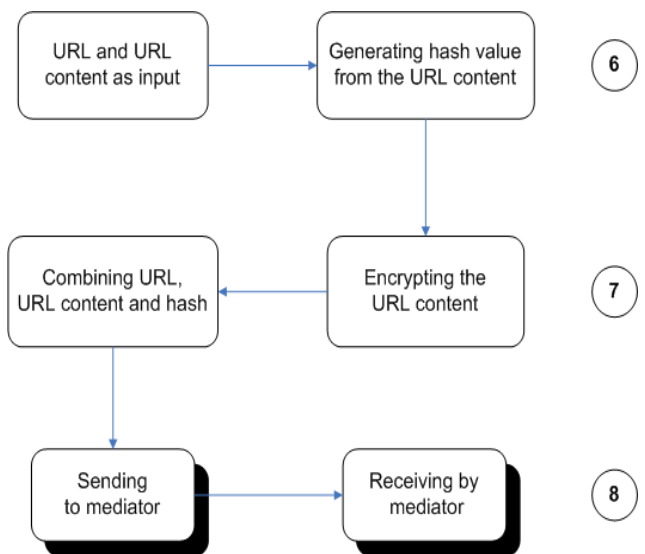 URL and URL
content as input
Generating hash value
from the URL content
6
Combining URL,
URL content and hash
Encrypting the
URL content
7
Sending
to mediator
Receiving by
mediator
8